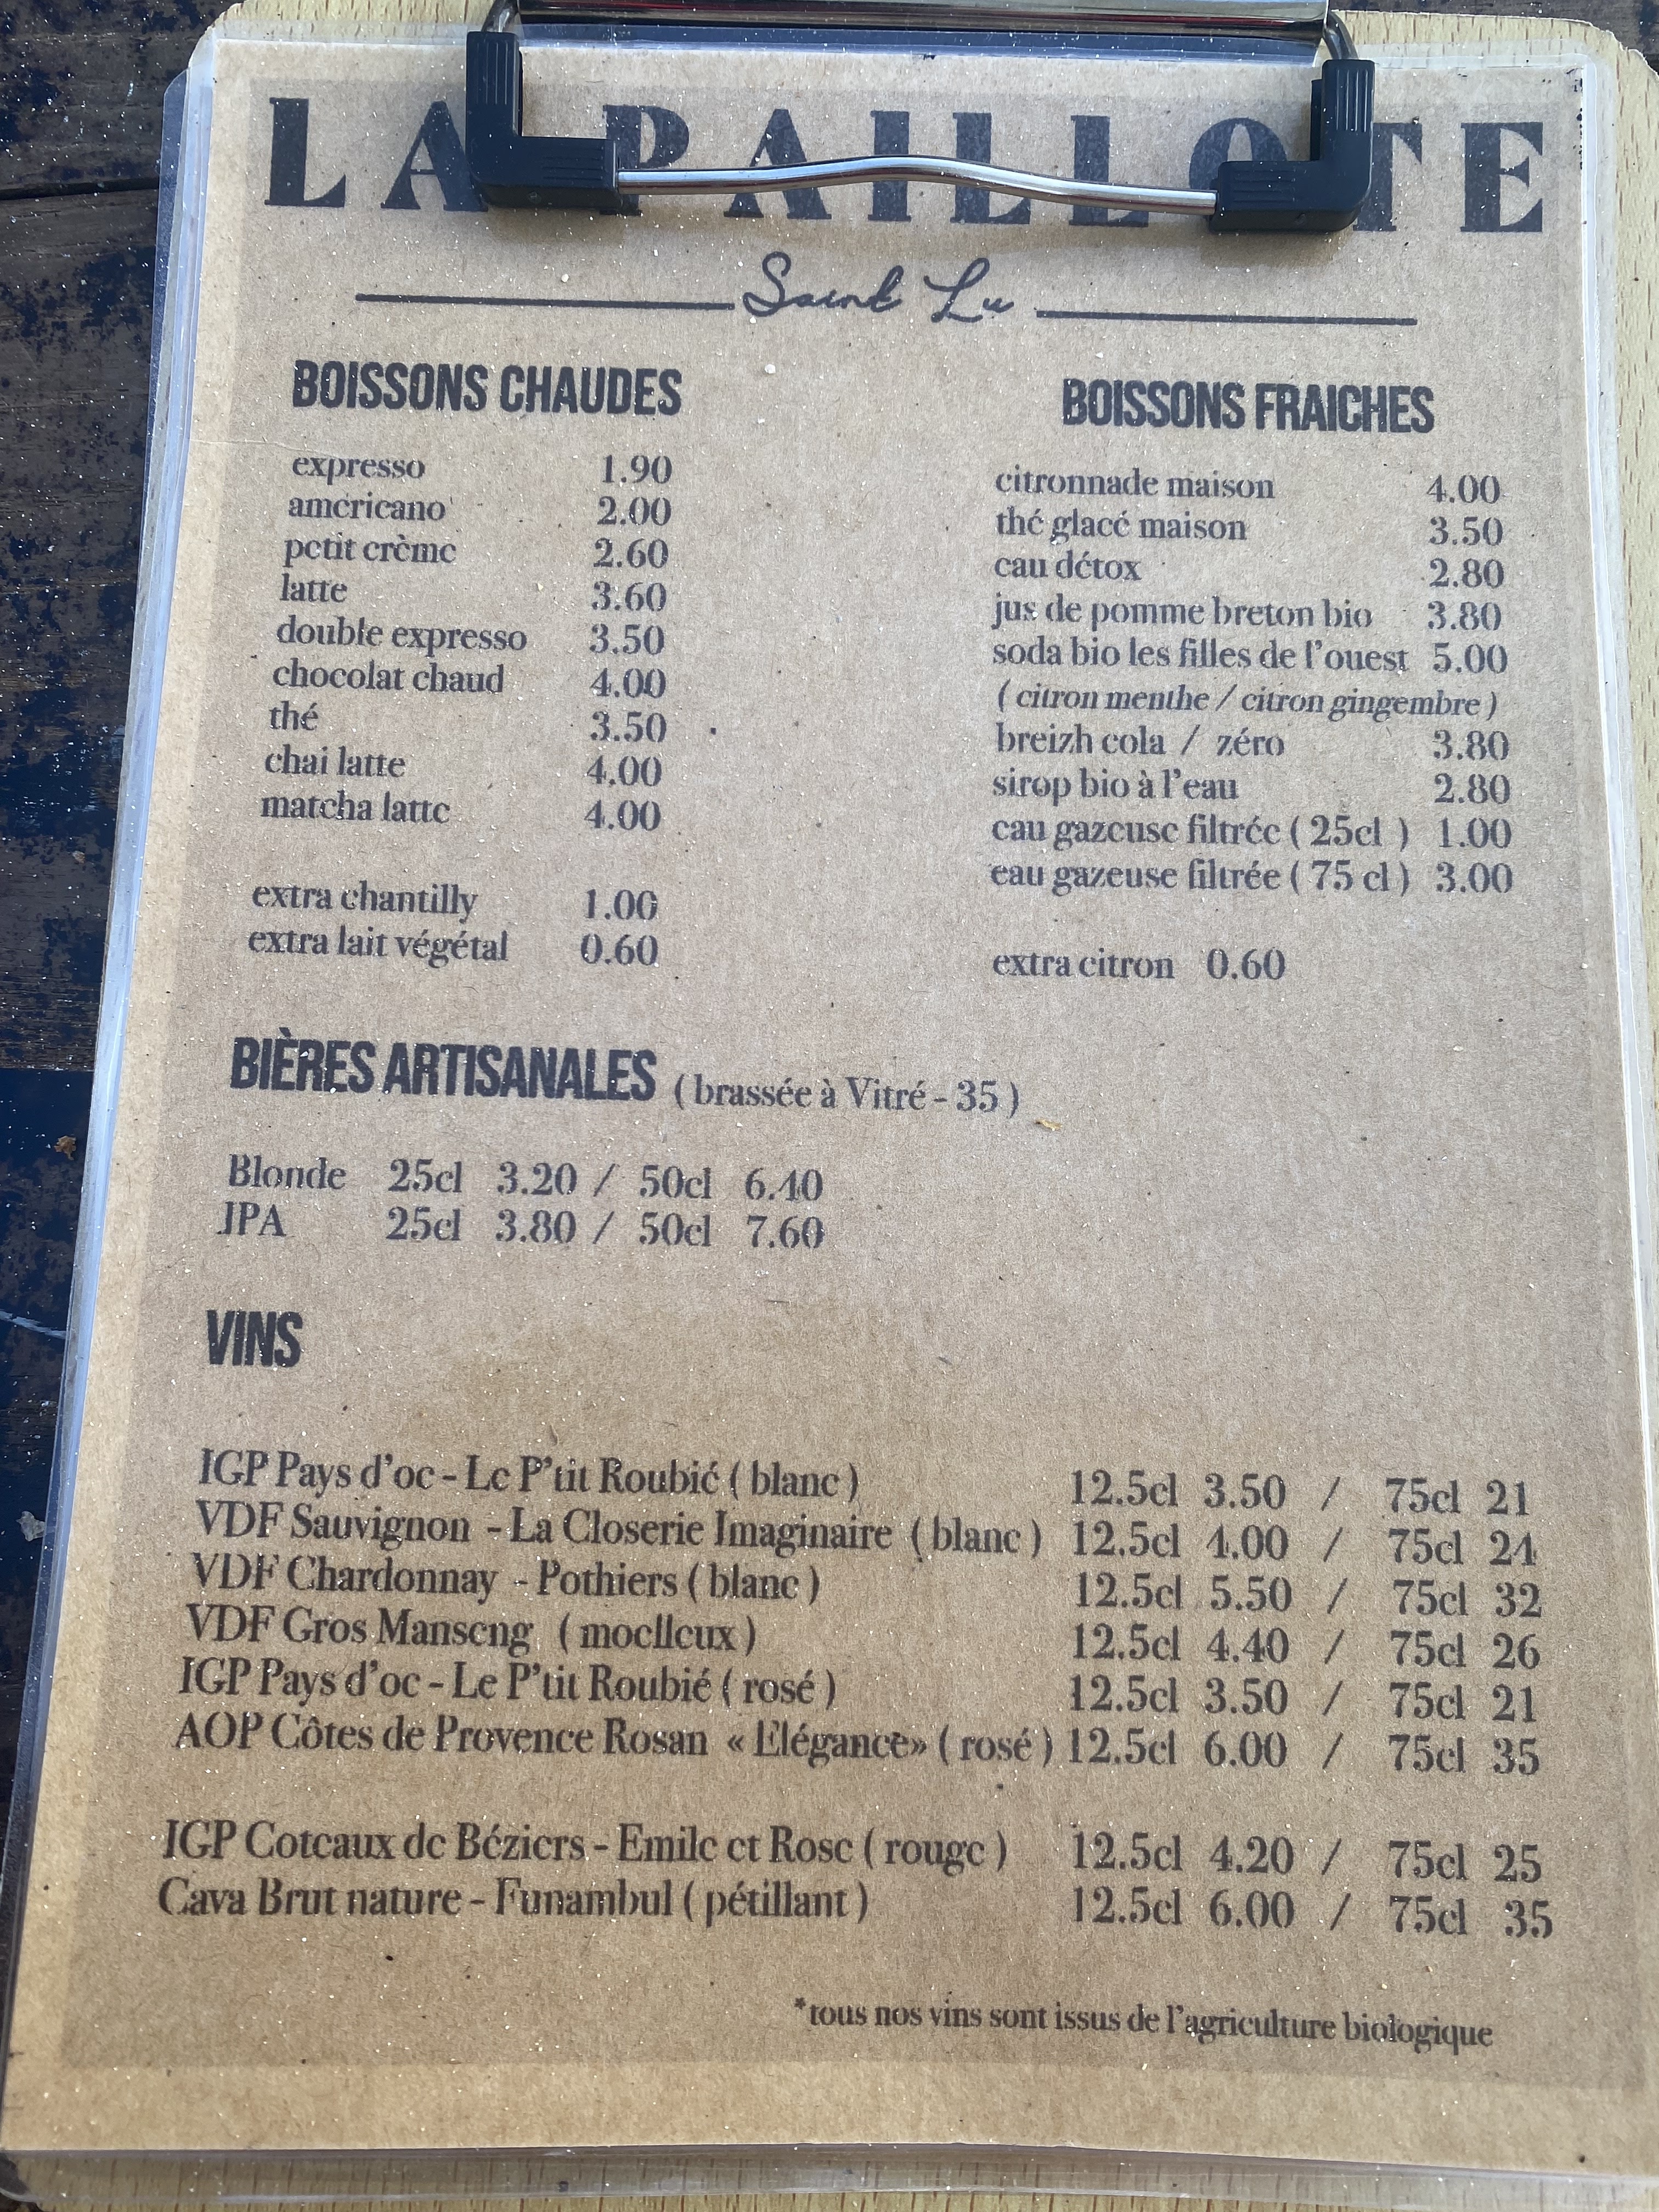 LA PAILLOTE
Saint Lu
BOISSONS CHAUDES
expresso 1.90
americano 2.00
petit crème 2.60
latte 3.60
double expresso 3.50
chocolat chaud 4.00
thé 3.50
chai latte 4.00
matcha latte 4.00
extra chantilly 1.00
extra lait végétal 0.60
BOISSONS FRAICHES
citronnade maison 4.00
thé glacé maison 3.50
eau détox 2.80
jus de pomme breton bio 3.80
soda bio les filles de l'ouest 5.00
( citron menthe / citron gingembre )
breizh cola / zéro 3.80
sirop bio à l'eau 2.80
eau gazeuse filtrée ( 25cl ) 1.00
eau gazeuse filtrée ( 75 cl ) 3.00
extra citron 0.60
BIÈRES ARTISANALES ( brassée à Vitré - 35 )
Blonde 25cl 3.20 / 50cl 6.40
IPA 25cl 3.80 / 50cl 7.60
VINS
IGP Pays d'oc - Le P'tit Roubié ( blanc ) 12.5cl 3.50 / 75cl 21
VDF Sauvignon - La Closerie Imaginaire ( blanc ) 12.5cl 4.00 / 75cl 24
VDF Chardonnay - Pothiers ( blanc ) 12.5cl 5.50 / 75cl 32
VDF Gros Manseng ( moelleux ) 12.5cl 4.40 / 75cl 26
IGP Pays d'oc - Le P'tit Roubié ( rosé ) 12.5cl 3.50 / 75cl 21
AOP Côtes de Provence Rosan « Elégance» ( rosé ) 12.5cl 6.00 / 75cl 35
IGP Coteaux de Béziers - Emile et Rose ( rouge ) 12.5cl 4.20 / 75cl 25
Cava Brut nature - Funambul ( pétillant ) 12.5cl 6.00 / 75cl 35
*tous nos vins sont issus de l'agriculture biologique